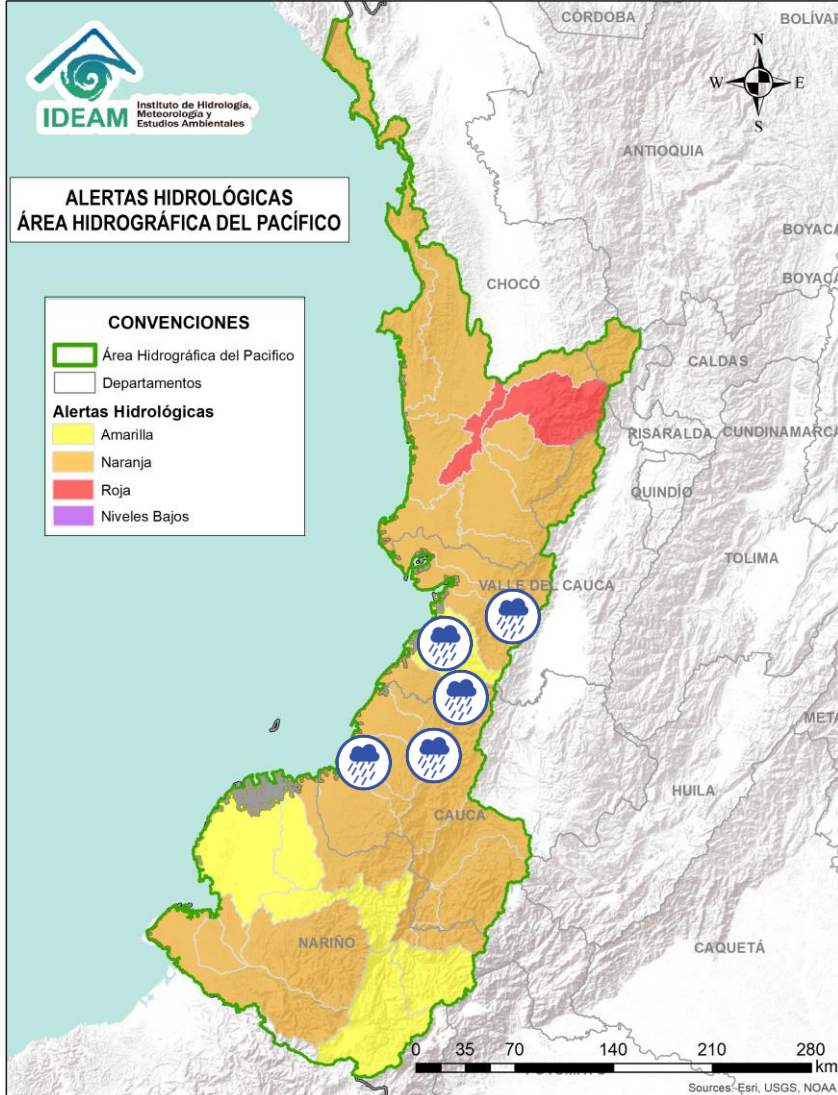 IDEAM
Instituto de Hidrología,
Meteorología y
Estudios Ambientales
CÓRDOBA
BOLÍVAR
N
W
E
S
ANTIOQUIA
ALERTAS HIDROLÓGICAS
ÁREA HIDROGRÁFICA DEL PACÍFICO
BOYACÁ
BOYACÁ
CHOCÓ
CONVENCIONES
Área Hidrográfica del Pacifico
Departamentos
Alertas Hidrológicas
Amarilla
Naranja
Roja
Niveles Bajos
CALDAS
RISARALDA
CUNDINAMARCA
QUINDÍO
TOLIMA
VALLE DEL CAUCA
META
HUILA
CAUCA
NARIÑO
CAQUETÁ
0 35 70 140 210 280
km
Sources: Esri, USGS, NOAA